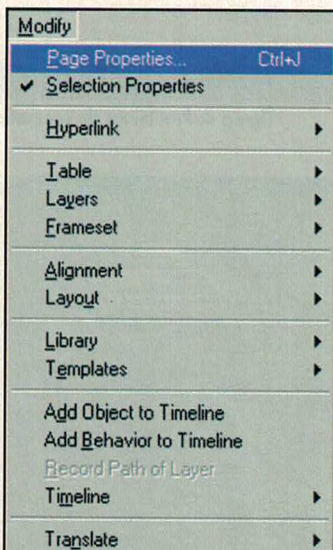 Modify
Page Properties... Ctrl+J
✔ Selection Properties
Hyperlink
Table
Layers
Frameset
Alignment
Layout
Library
Templates
Add Object to Timeline
Add Behavior to Timeline
Record Path of Layer
Timeline
Translate